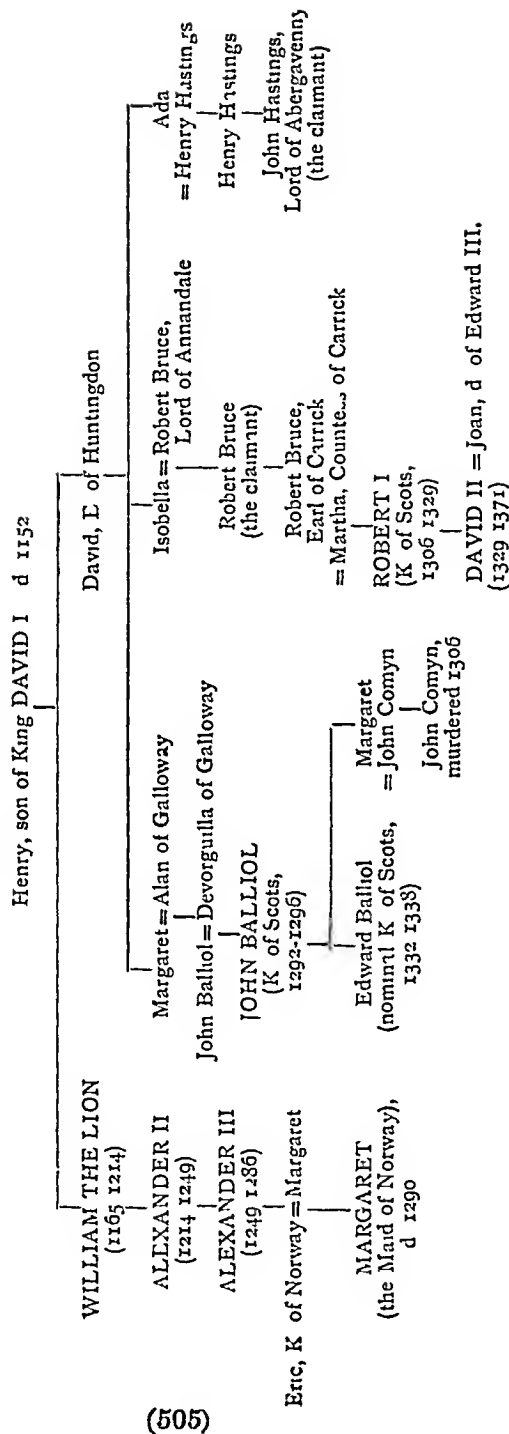 Henry, son of King DAVID I d 1152
WILLIAM THE LION
(1165 1214)
ALEXANDER II
(1214 1249)
ALEXANDER III
(1249 1286)
Eric, K of Norway = Margaret
MARGARET
(the Maid of Norway),
d 1290
David, E of Huntingdon
Margaret = Alan of Galloway
John Balliol = Devorguilla of Galloway
JOHN BALLIOL
(K of Scots,
1292-1296)
Edward Balliol
(nominal K of Scots,
1332 1338)
Margaret
= John Comyn
John Comyn,
murdered 1306
Isobella = Robert Bruce,
Lord of Annandale
Robert Bruce
(the claimant)
Robert Bruce,
Earl of Carrick
= Martha, Countess of Carrick
ROBERT I
(K of Scots,
1306 1329)
DAVID II = Joan, d of Edward III.
(1329 1371)
Ada
= Henry Hastings
Henry Hastings
John Hastings,
Lord of Abergavenny
(the claimant)
(505)